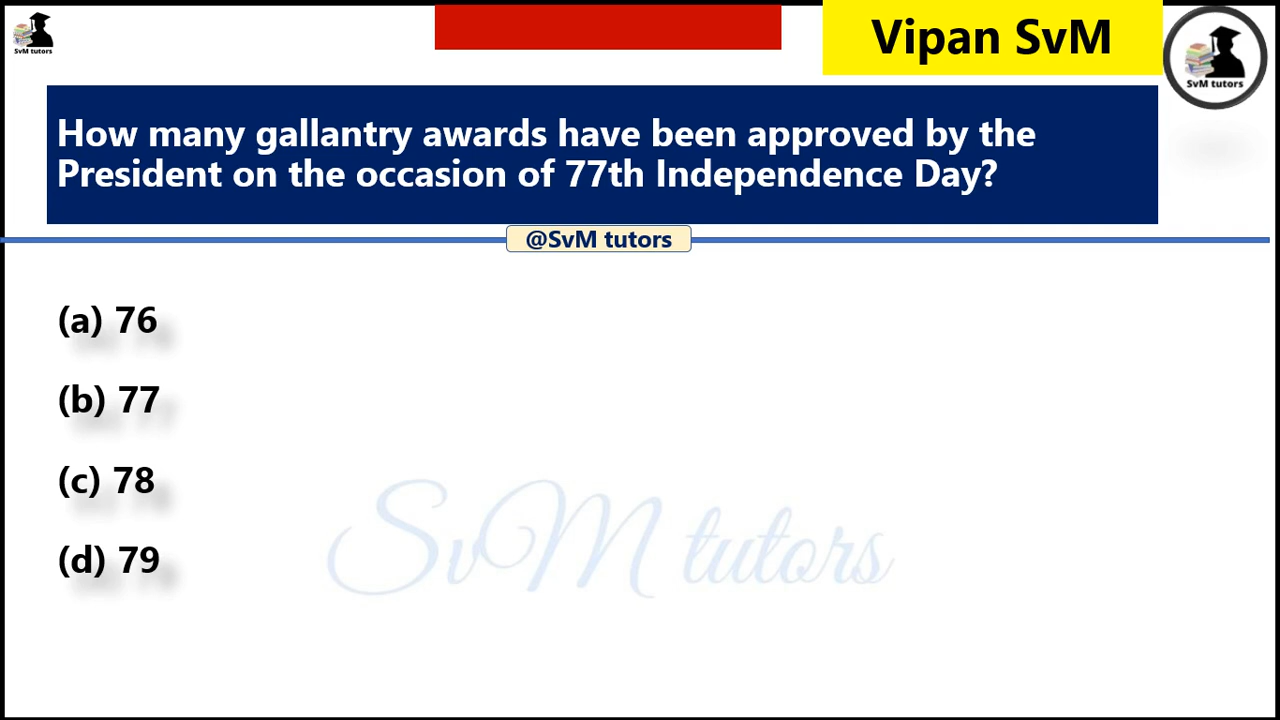 SvM tutors
Vipan SvM
SvM tutors
How many gallantry awards have been approved by the
President on the occasion of 77th Independence Day?
@SvM tutors
(a) 76
(b) 77
(c) 78
(d) 79
SvM tutors